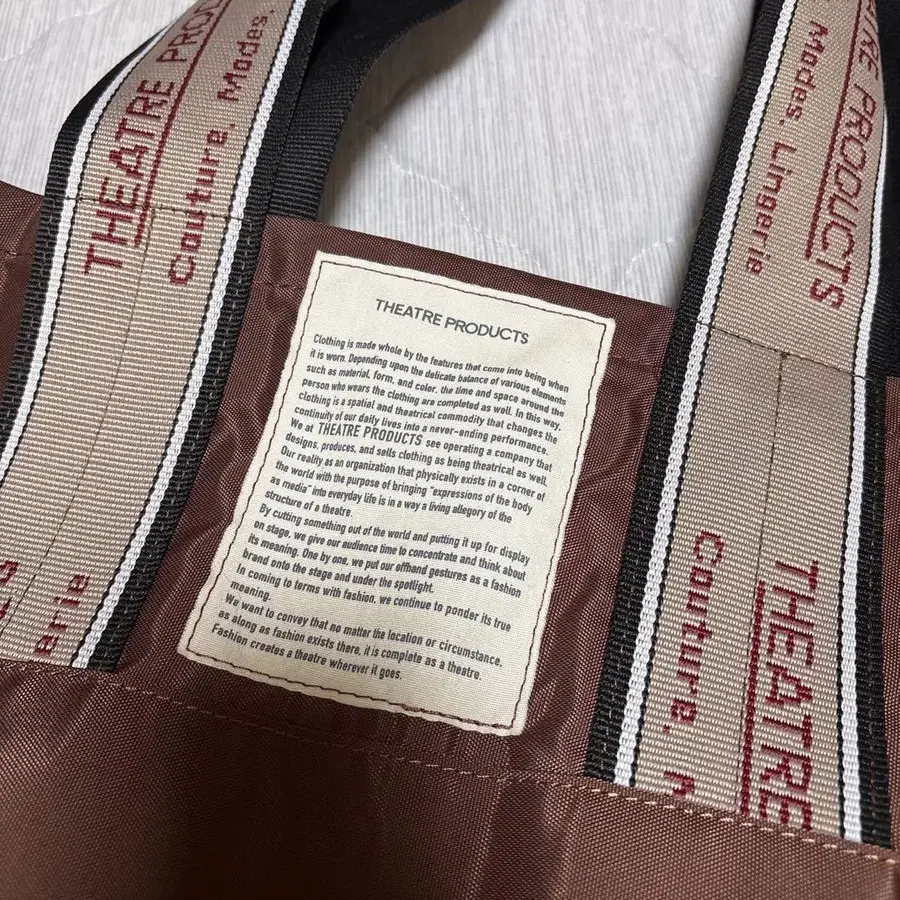 THEATRE PROD
Couture, Modes,
THEATRE PRODUCTS
Clothing is made whole by the features that come into being when
it is worn. Depending upon the delicate balance of various elements
such as material, form, and color, the time and space around the
person who wears the clothing are completed as well. In this way,
clothing is a spatial and theatrical commodity that changes the
continuity of our daily lives into a never-ending performance.
We at THEATRE PRODUCTS see operating a company that
designs, produces, and sells clothing as being theatrical as well.
Our reality as an organization that physically exists in a corner of
the world with the purpose of bringing "expressions of the body
as media" into everyday life is in a way a living allegory of the
structure of a theatre.
By cutting something out of the world and putting it up for display
on stage, we give our audience time to concentrate and think about
its meaning. One by one, we put our offhand gestures as a fashion
brand onto the stage and under the spotlight.
In coming to terms with fashion, we continue to ponder its true
meaning.
We want to convey that no matter the location or circumstance,
as long as fashion exists there, it is complete as a theatre.
Fashion creates a theatre wherever it goes.
TRE PRODUCTS
Modes, Lingerie
erie
THEATRE
Couture,